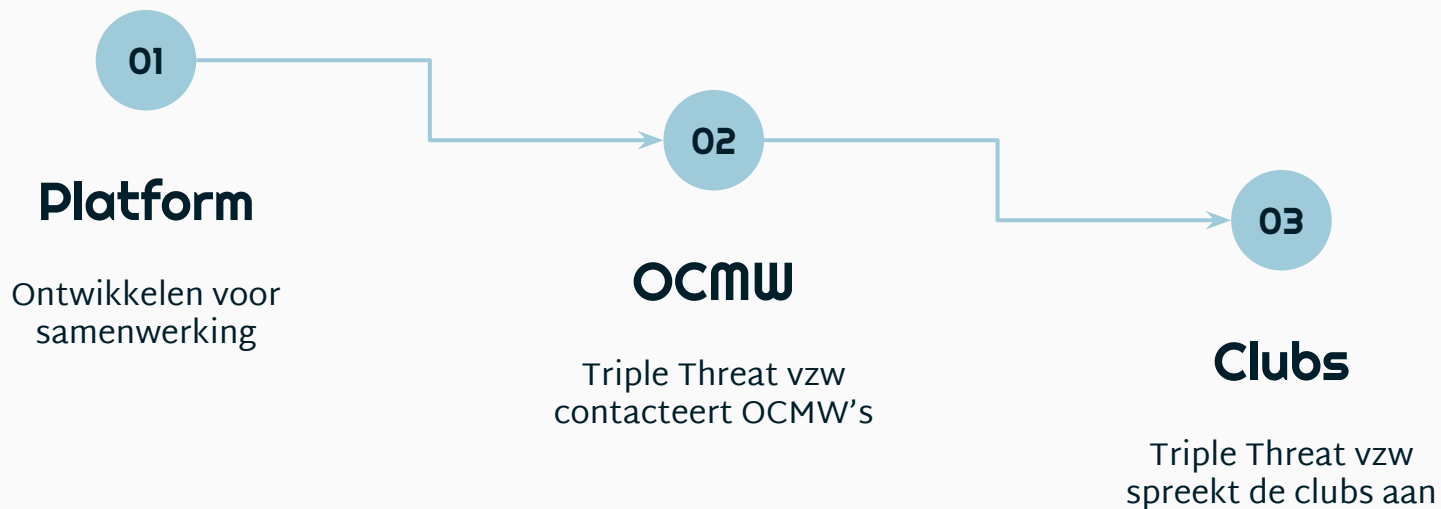 01
Platform
Ontwikkelen voor
samenwerking
02
OCMW
Triple Threat vzw
contacteert OCMW’s
03
Clubs
Triple Threat vzw
spreekt de clubs aan